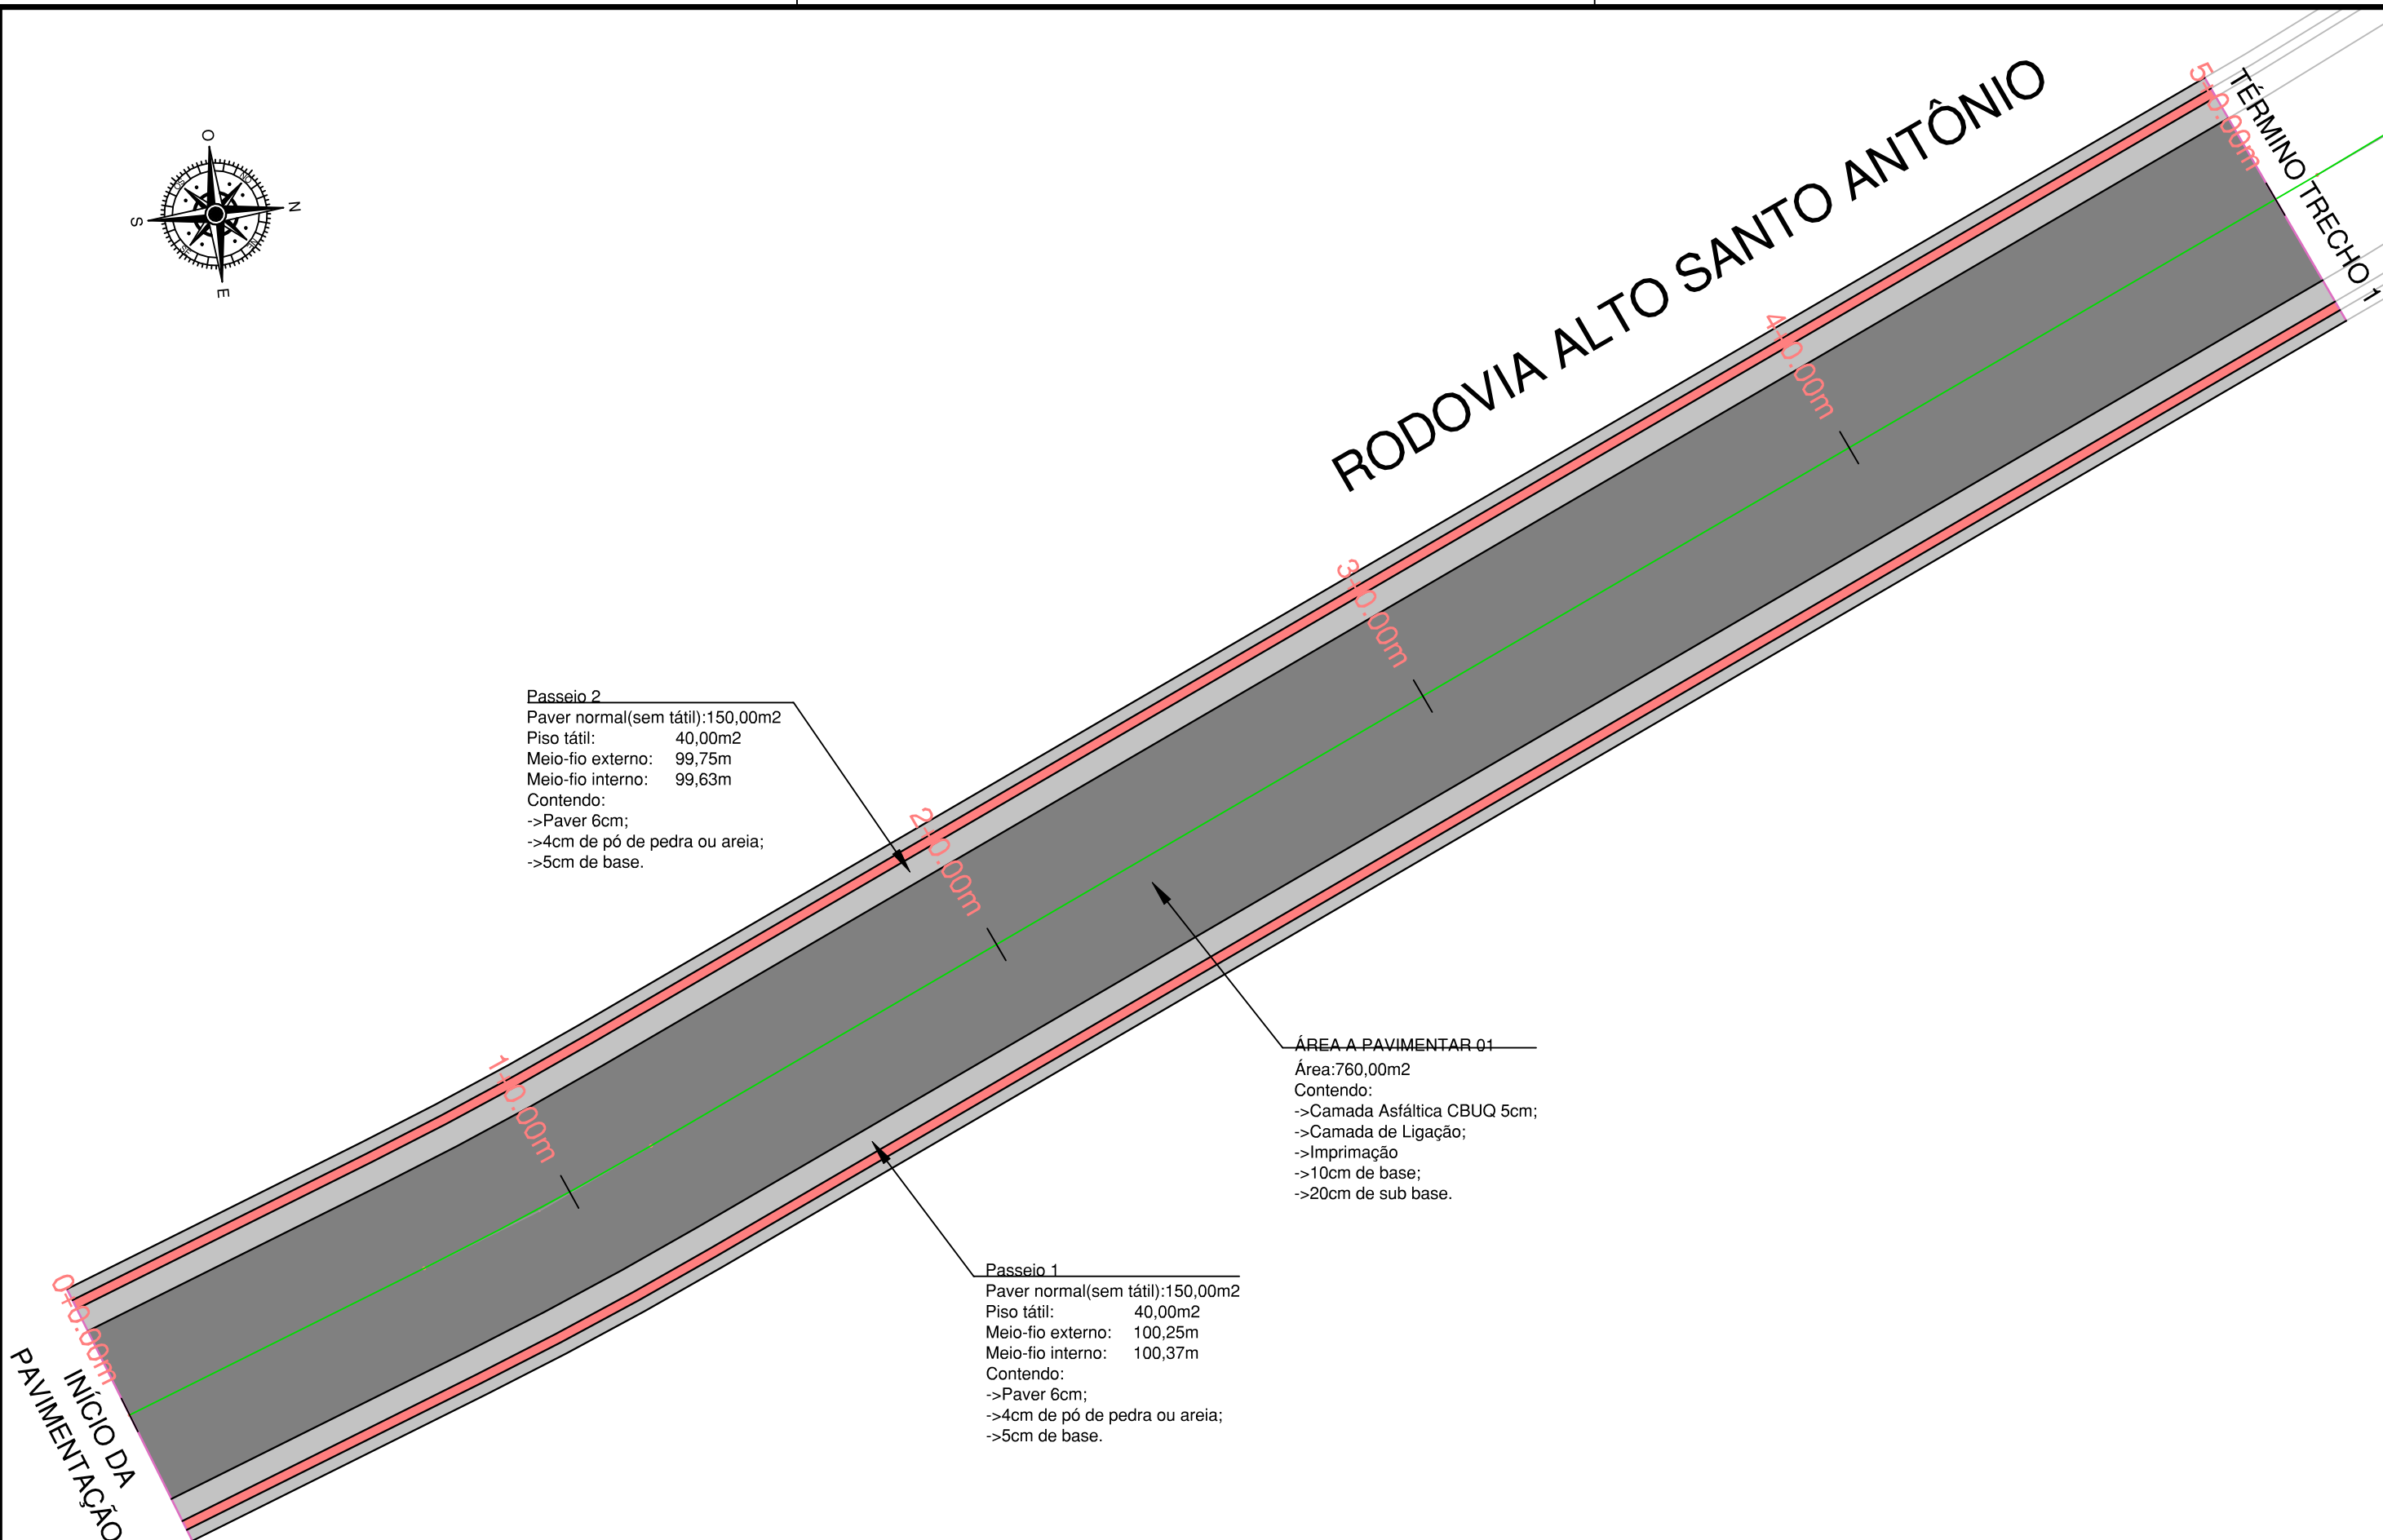 RODOVIA ALTO SANTO ANTÔNIO
TÉRMINO TRECHO 1
5+0.00m
4+0.00m
3+0.00m
2+0.00m
1+0.00m
0+0.00m
INÍCIO DA
PAVIMENTAÇÃO
O
N
S
E
NO
SO
NE
SE
Passeio 2
Paver normal(sem tátil):150,00m2
Piso tátil: 40,00m2
Meio-fio externo: 99,75m
Meio-fio interno: 99,63m
Contendo:
->Paver 6cm;
->4cm de pó de pedra ou areia;
->5cm de base.
ÁREA A PAVIMENTAR 01
Área:760,00m2
Contendo:
->Camada Asfáltica CBUQ 5cm;
->Camada de Ligação;
->Imprimação
->10cm de base;
->20cm de sub base.
Passeio 1
Paver normal(sem tátil):150,00m2
Piso tátil: 40,00m2
Meio-fio externo: 100,25m
Meio-fio interno: 100,37m
Contendo:
->Paver 6cm;
->4cm de pó de pedra ou areia;
->5cm de base.